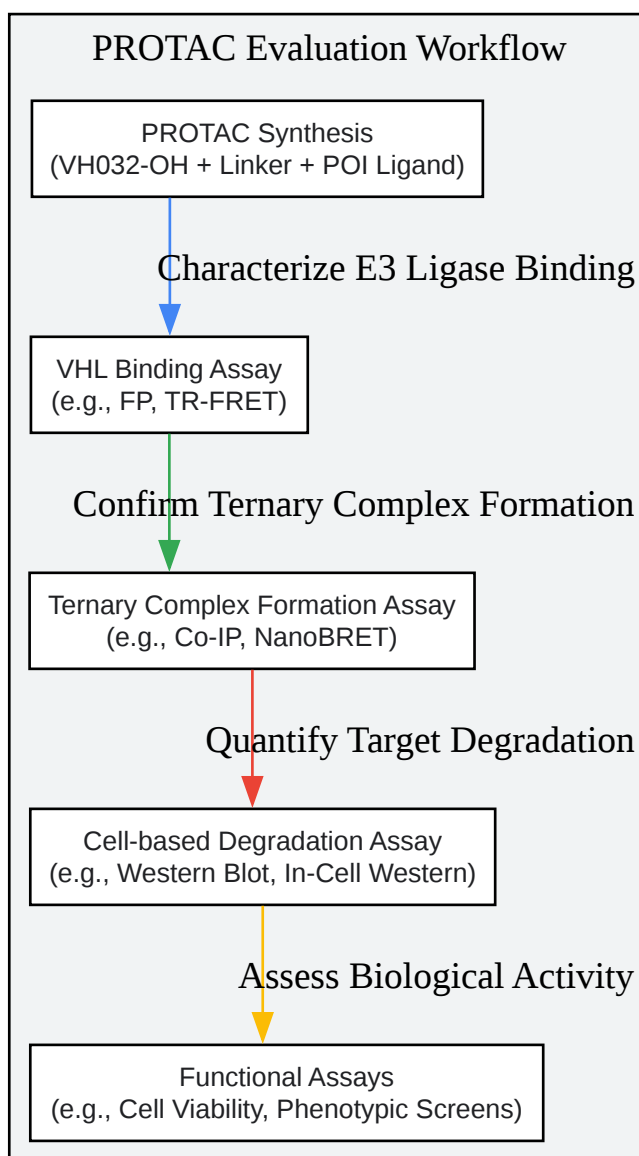 PROTAC Evaluation Workflow
PROTAC Synthesis
(VH032-OH + Linker + POI Ligand)
Characterize E3 Ligase Binding
VHL Binding Assay
(e.g., FP, TR-FRET)
Confirm Ternary Complex Formation
Ternary Complex Formation Assay
(e.g., Co-IP, NanoBRET)
Quantify Target Degradation
Cell-based Degradation Assay
(e.g., Western Blot, In-Cell Western)
Assess Biological Activity
Functional Assays
(e.g., Cell Viability, Phenotypic Screens)